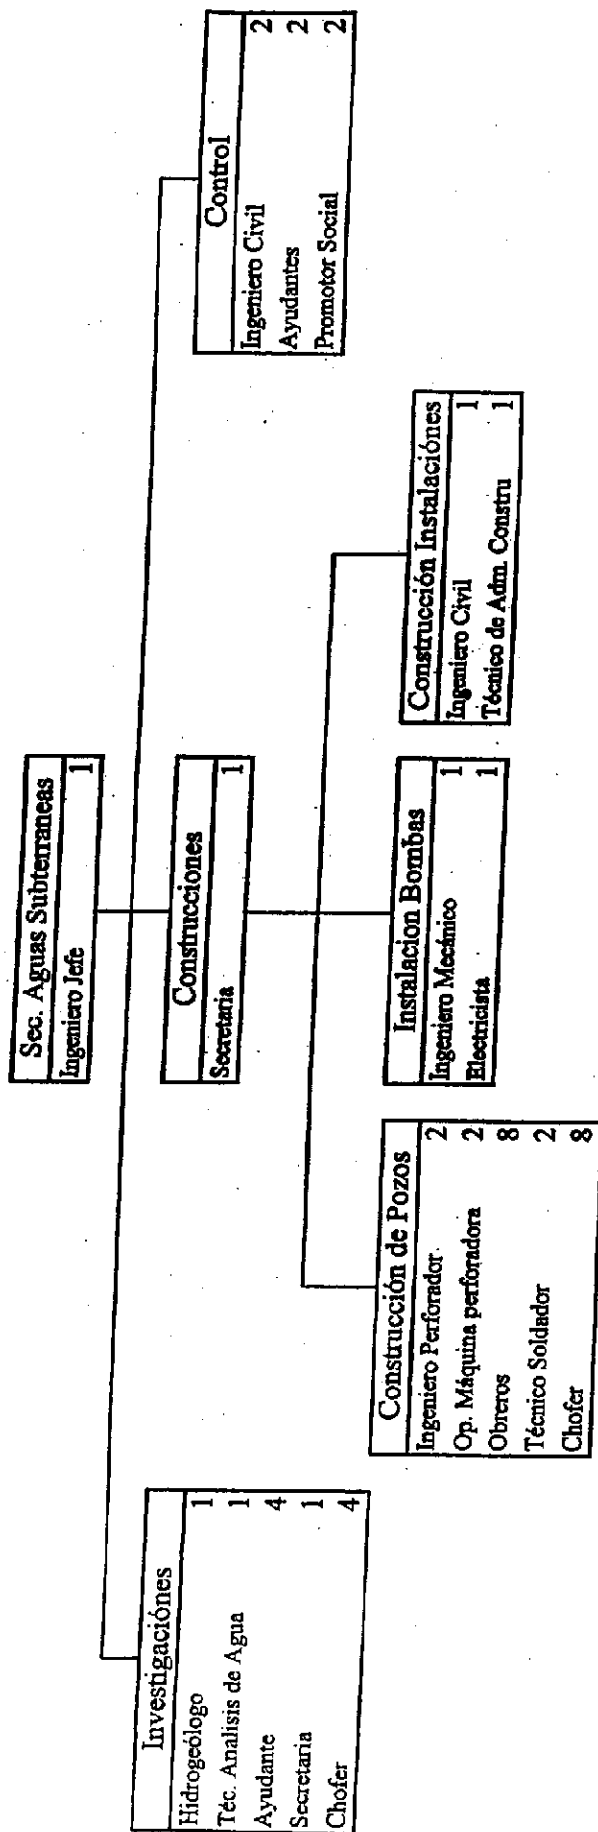 Sec. Aguas Subterraneas
Ingeniero Jefe 1
Investigaciónes
Hidrogeólogo 1
Téc. Analisis de Agua 1
Ayudante 4
Secretaria 1
Chofer 4
Construcciones
Secretaria 1
Control
Ingeniero Civil 2
Ayudantes 2
Promotor Social 2
Construcción de Pozos
Ingeniero Perforador 2
Op. Máquina perforadora 2
Obreros 8
Técnico Soldador 2
Chofer 8
Instalacion Bombas
Ingeniero Mecánico 1
Electricista 1
Construcción Instalaciónes
Ingeniero Civil 1
Técnico de Adm. Constru 1